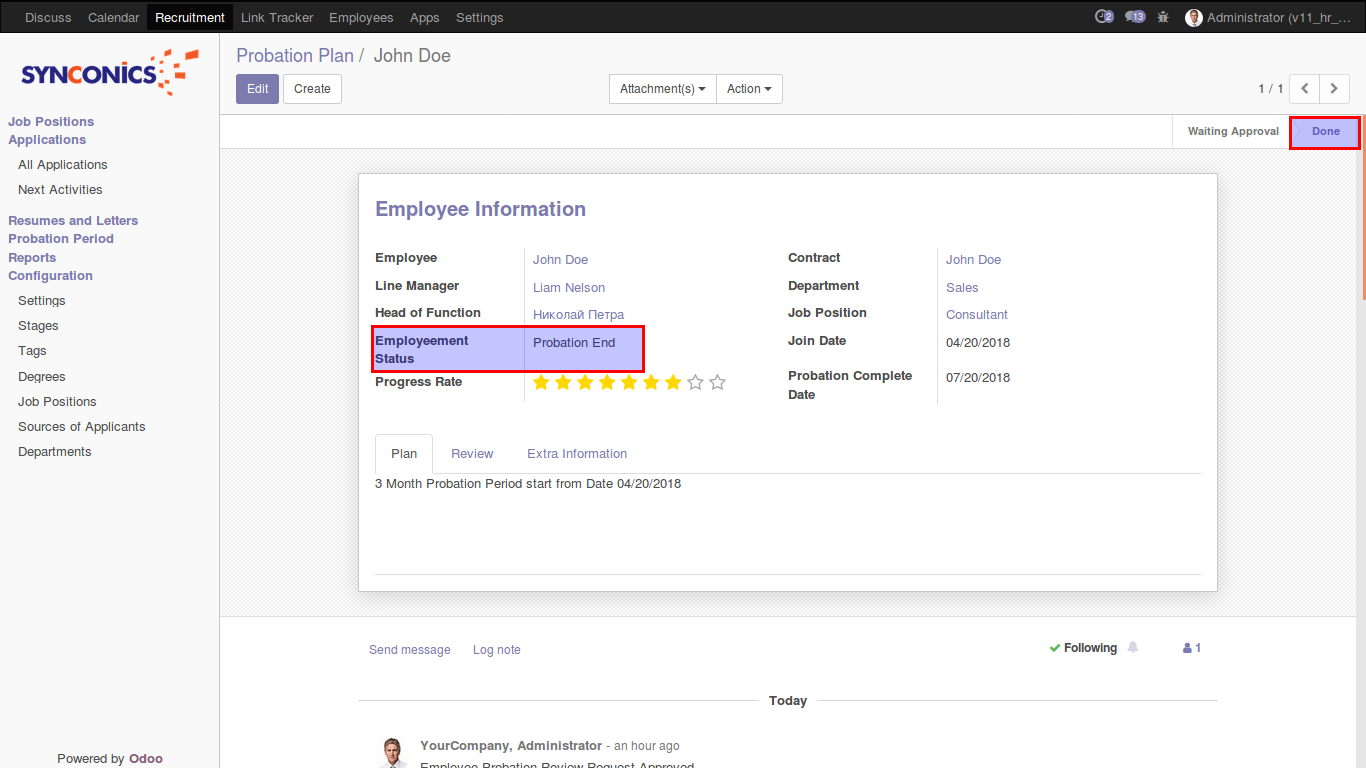 Discuss Calendar Recruitment Link Tracker Employees Apps Settings 2 13 Administrator (v11_hr_...
SYNCONICS
Probation Plan / John Doe
Edit Create Attachment(s) Action 1 / 1
Waiting Approval Done
Job Positions
Applications
All Applications
Next Activities
Resumes and Letters
Probation Period
Reports
Configuration
Settings
Stages
Tags
Degrees
Job Positions
Sources of Applicants
Departments
Powered by Odoo
Employee Information
Employee John Doe
Line Manager Liam Nelson
Head of Function Николай Петра
Employeement Status Probation End
Progress Rate
Contract John Doe
Department Sales
Job Position Consultant
Join Date 04/20/2018
Probation Complete Date 07/20/2018
Plan Review Extra Information
3 Month Probation Period start from Date 04/20/2018
Send message Log note Following 1
Today
YourCompany, Administrator - an hour ago
Employee Probation Review Request Approved